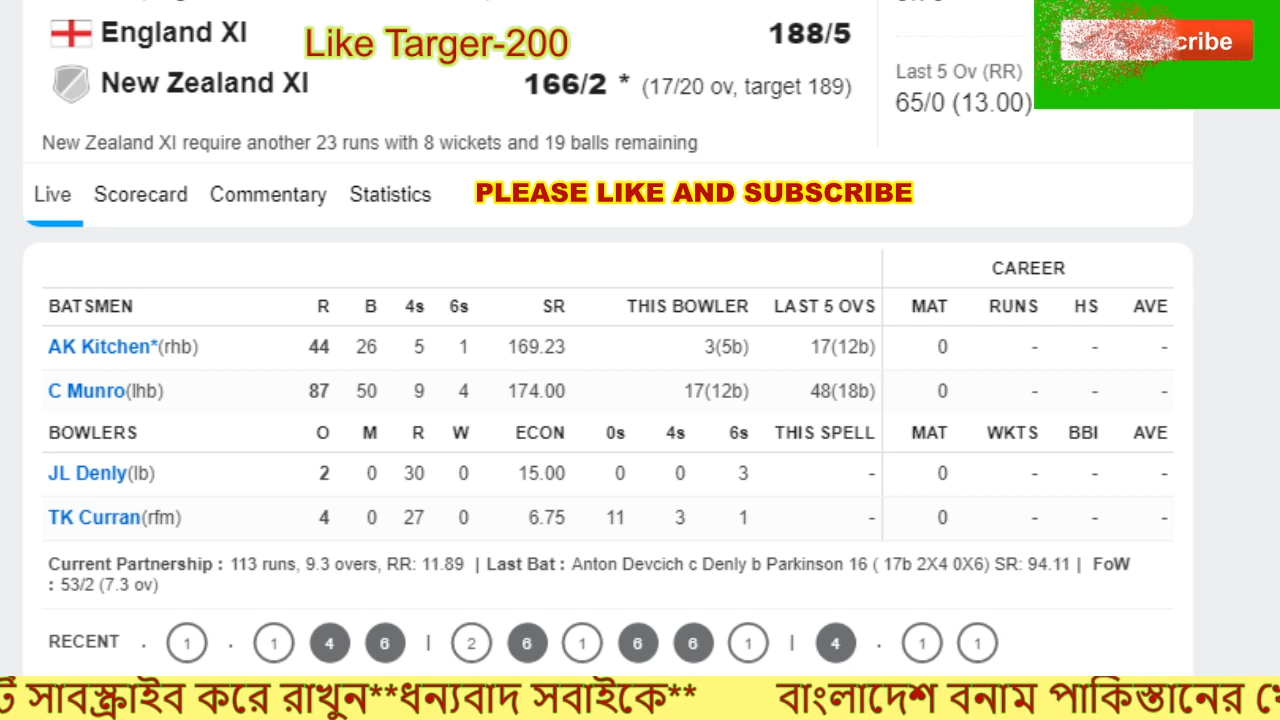 England XI 188/5
Like Targer-200
New Zealand XI 166/2 * (17/20 ov, target 189)
Last 5 Ov (RR)
65/0 (13.00)
New Zealand XI require another 23 runs with 8 wickets and 19 balls remaining
Live Scorecard Commentary Statistics
PLEASE LIKE AND SUBSCRIBE
CAREER
BATSMEN R B 4s 6s SR THIS BOWLER LAST 5 OVS MAT RUNS HS AVE
AK Kitchen*(rhb) 44 26 5 1 169.23 3(5b) 17(12b) 0 - - -
C Munro(lhb) 87 50 9 4 174.00 17(12b) 48(18b) 0 - - -
BOWLERS O M R W ECON 0s 4s 6s THIS SPELL MAT WKTS BBI AVE
JL Denly(lb) 2 0 30 0 15.00 0 0 3 - 0 - - -
TK Curran(rfm) 4 0 27 0 6.75 11 3 1 - 0 - - -
Current Partnership : 113 runs, 9.3 overs, RR: 11.89 | Last Bat : Anton Devcich c Denly b Parkinson 16 ( 17b 2X4 0X6) SR: 94.11 | FoW
: 53/2 (7.3 ov)
RECENT . 1 . 1 4 6 | 2 6 1 6 6 1 | 4 . 1 1
সাবস্ক্রাইব করে রাখুন**ধন্যবাদ সবাইকে** বাংলাদেশ বনাম পাকিস্তানের